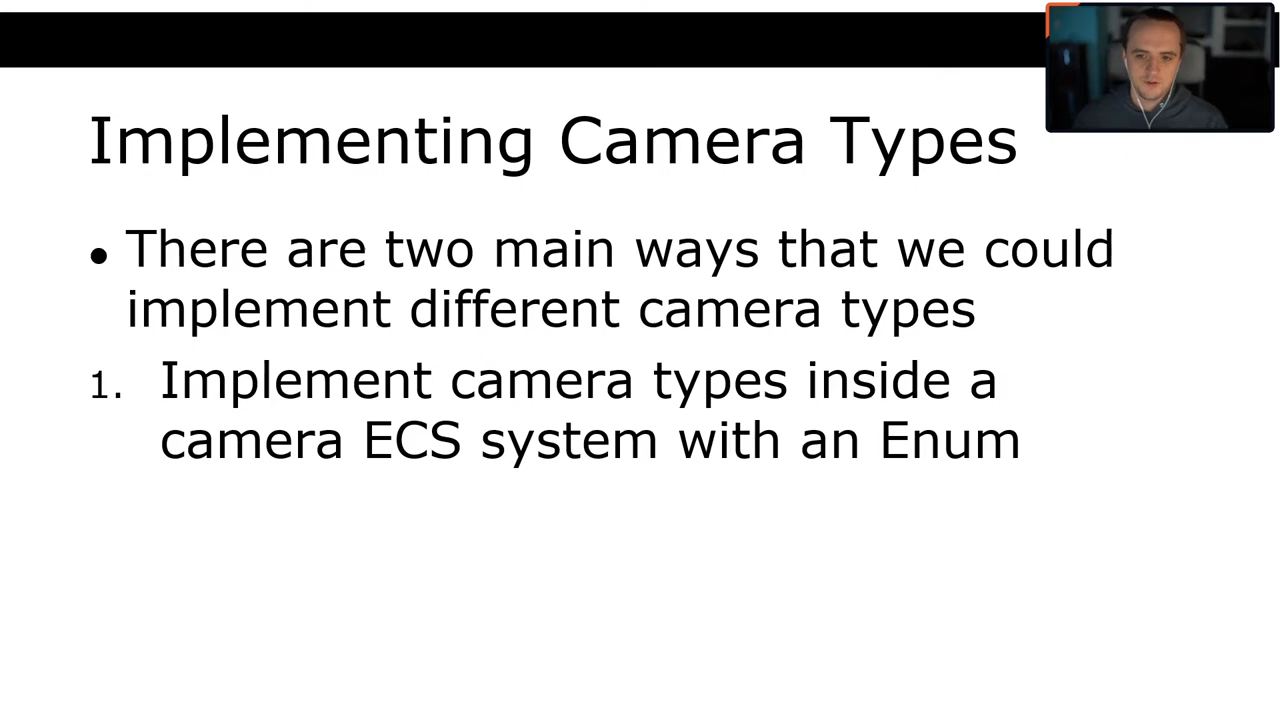 Implementing Camera Types
● There are two main ways that we could
implement different camera types
1. Implement camera types inside a
camera ECS system with an Enum